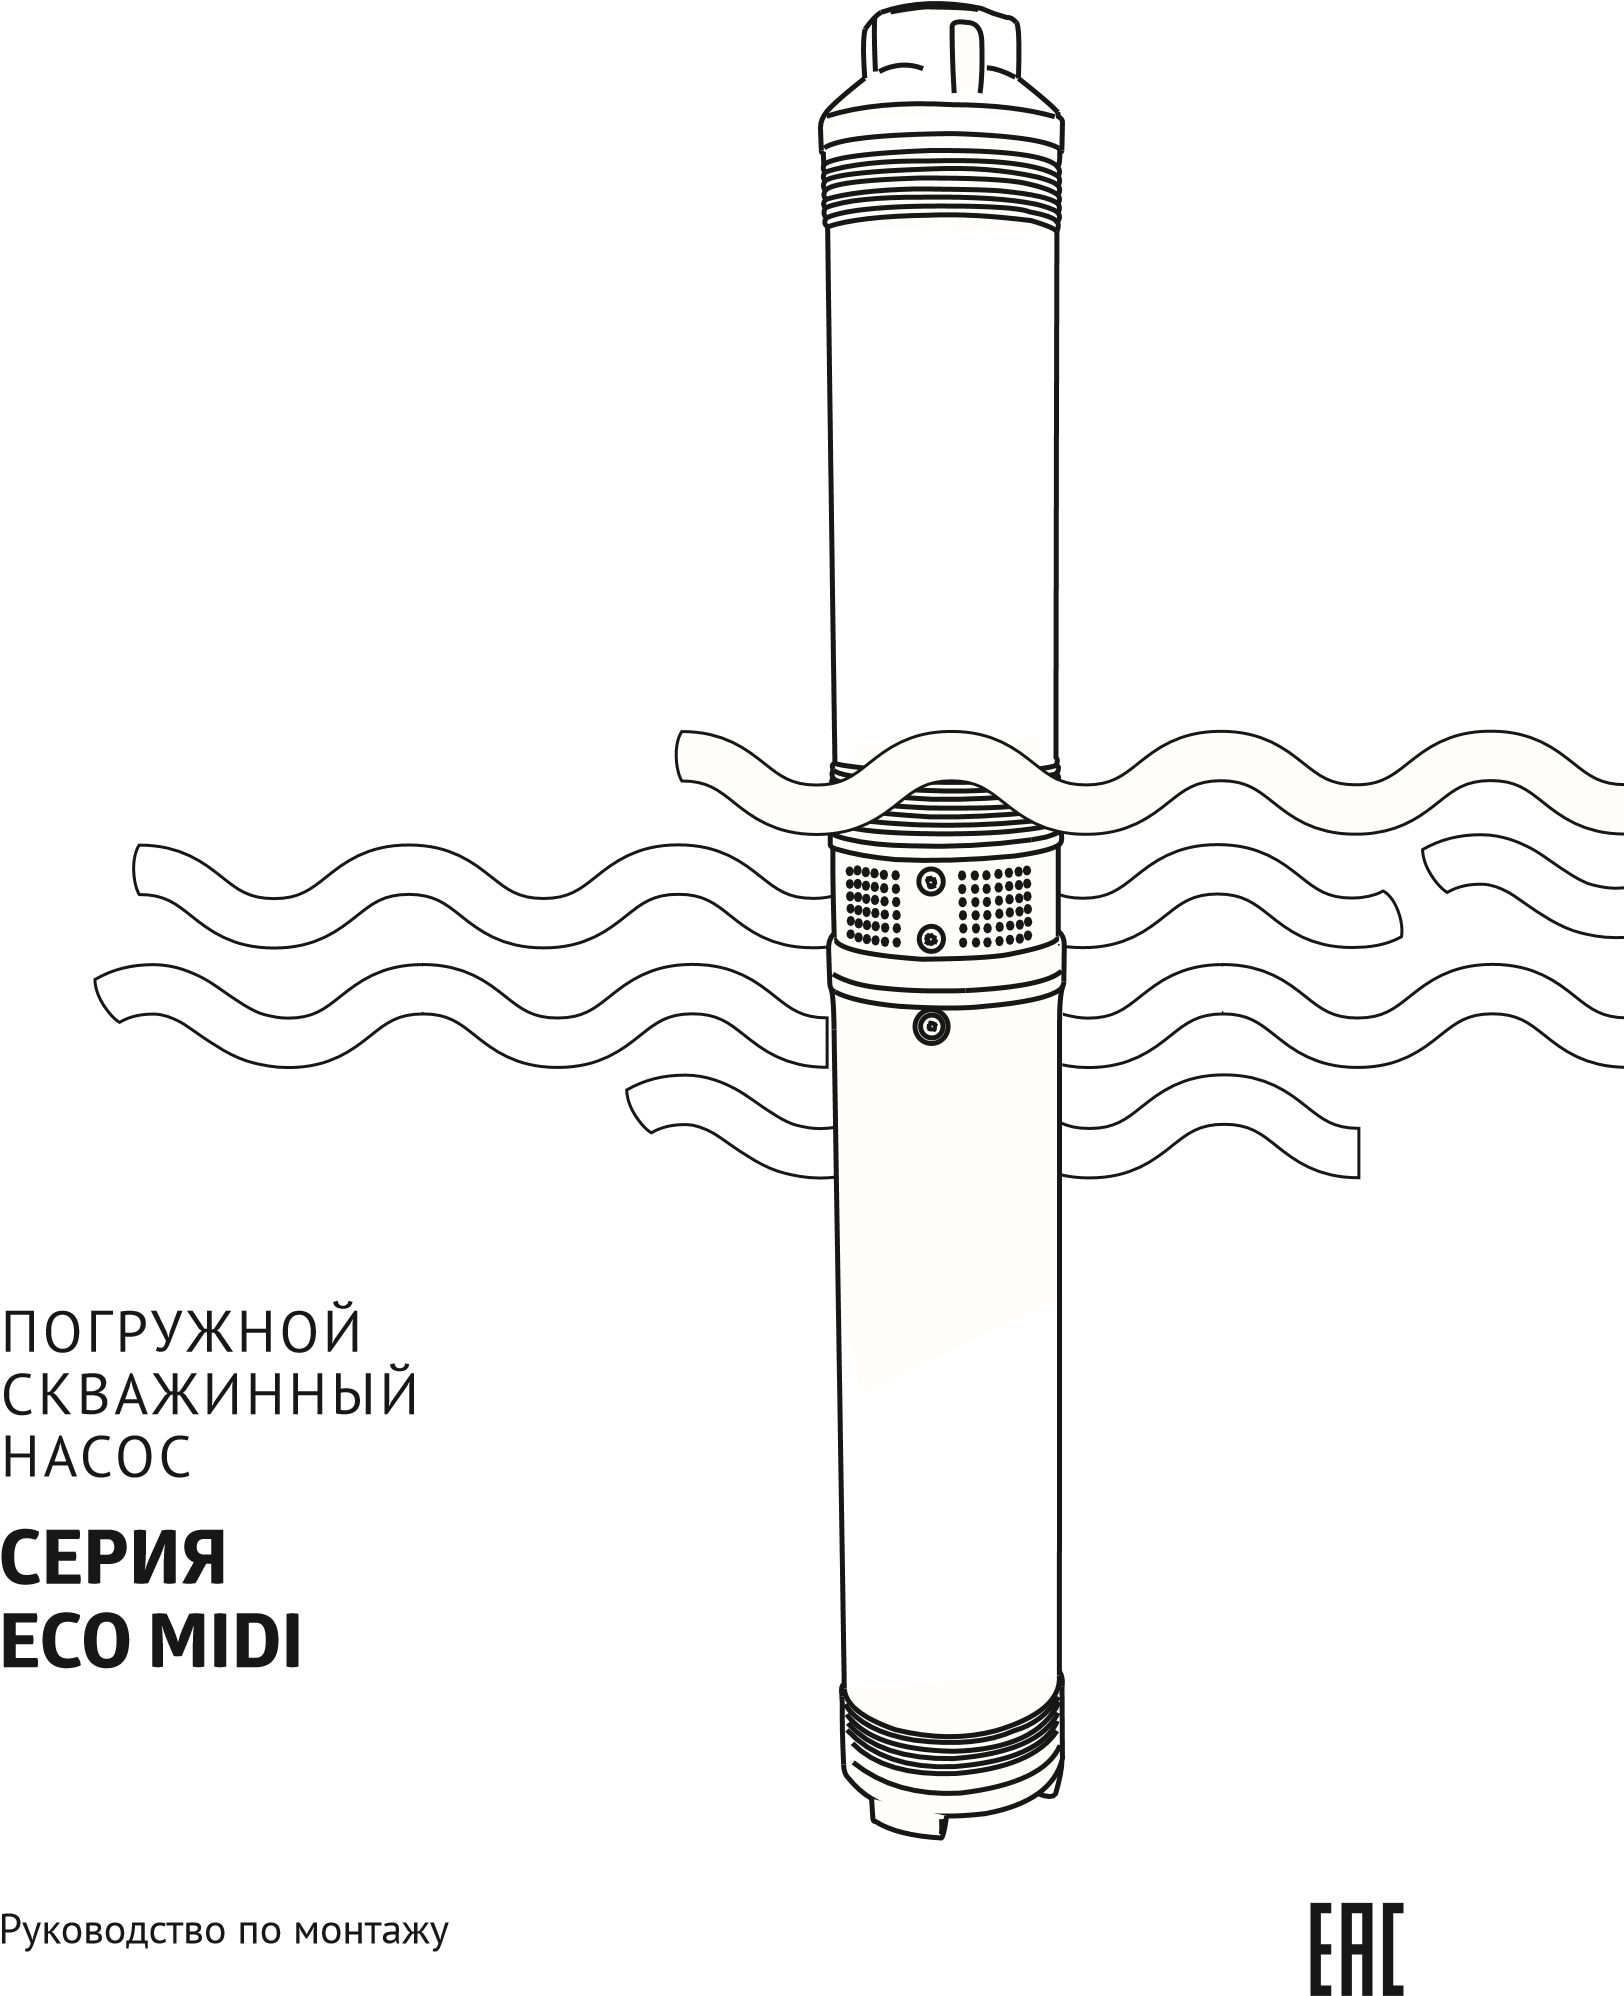 ПОГРУЖНОЙ
СКВАЖИННЫЙ
НАСОС
СЕРИЯ
ECO MIDI
Руководство по монтажу
EAC